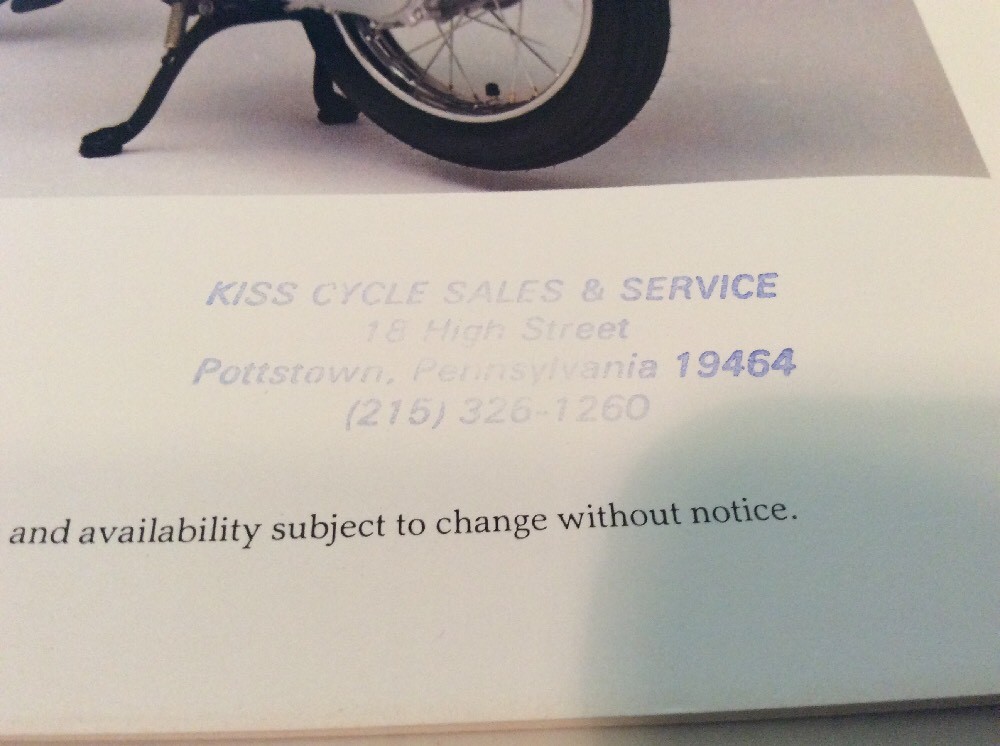 KISS CYCLE SALES & SERVICE
18 High Street
Pottstown, Pennsylvania 19464
(215) 326-1260
and availability subject to change without notice.